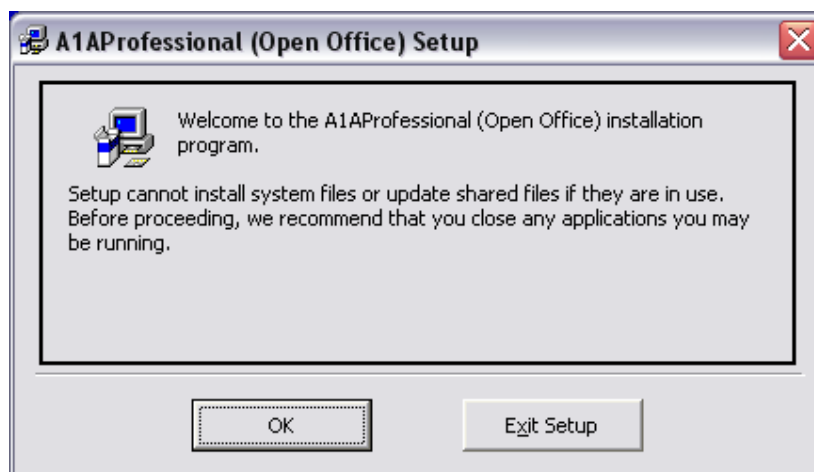 A1AProfessional (Open Office) Setup
Welcome to the A1AProfessional (Open Office) installation
program.
Setup cannot install system files or update shared files if they are in use.
Before proceeding, we recommend that you close any applications you may
be running.
OK
Exit Setup